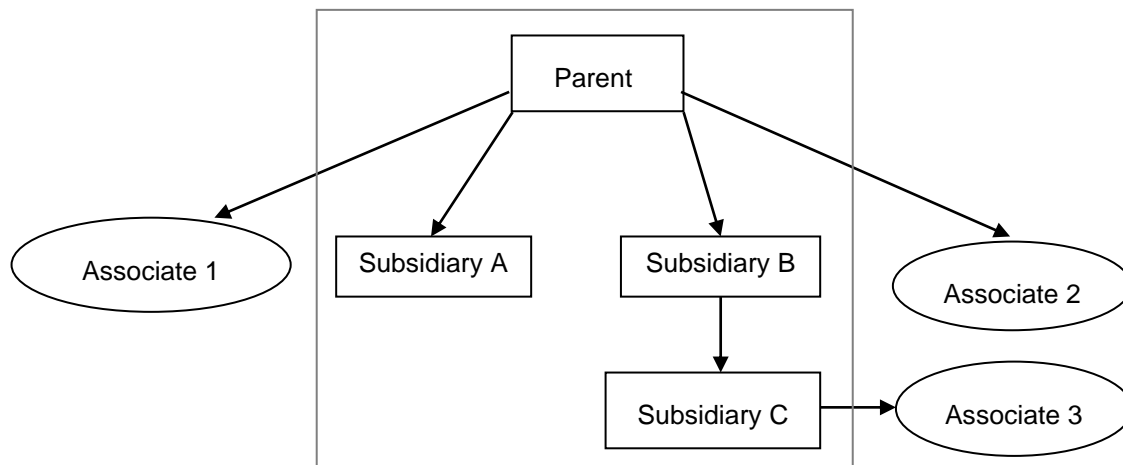 Parent
Associate 1
Subsidiary A
Subsidiary B
Associate 2
Subsidiary C
Associate 3